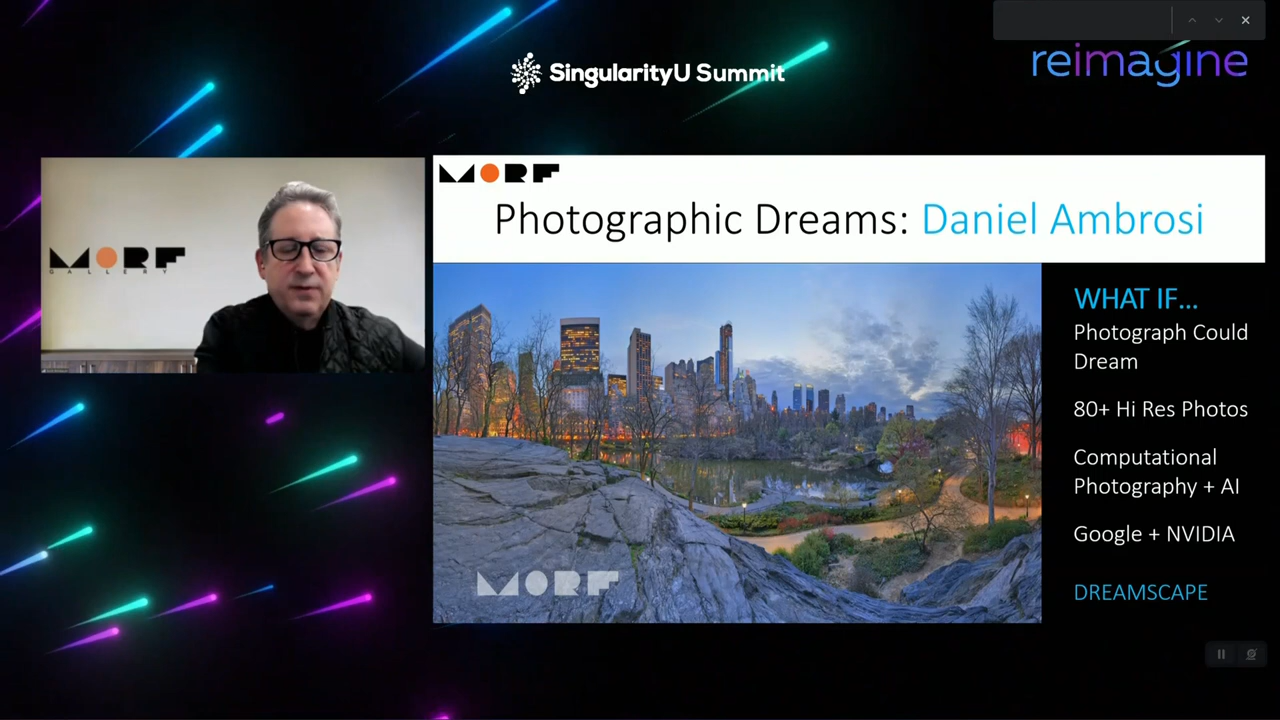 SingularityU Summit
reimagine
MORF
GALLERY
MORF
Photographic Dreams: Daniel Ambrosi
WHAT IF...
Photograph Could
Dream
80+ Hi Res Photos
Computational
Photography + AI
Google + NVIDIA
DREAMSCAPE
MORF